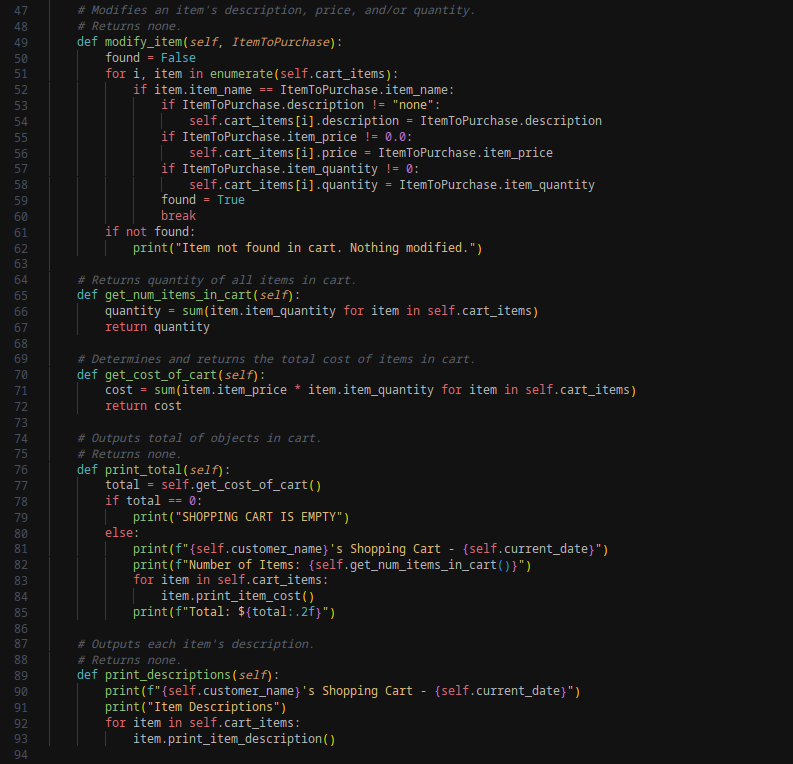 47 # Modifies an item's description, price, and/or quantity.
48 # Returns none.
49 def modify_item(self, ItemToPurchase):
50 found = False
51 for i, item in enumerate(self.cart_items):
52 if item.item_name == ItemToPurchase.item_name:
53 if ItemToPurchase.description != "none":
54 self.cart_items[i].description = ItemToPurchase.description
55 if ItemToPurchase.item_price != 0.0:
56 self.cart_items[i].price = ItemToPurchase.item_price
57 if ItemToPurchase.item_quantity != 0:
58 self.cart_items[i].quantity = ItemToPurchase.item_quantity
59 found = True
60 break
61 if not found:
62 print("Item not found in cart. Nothing modified.")
63
64 # Returns quantity of all items in cart.
65 def get_num_items_in_cart(self):
66 quantity = sum(item.item_quantity for item in self.cart_items)
67 return quantity
68
69 # Determines and returns the total cost of items in cart.
70 def get_cost_of_cart(self):
71 cost = sum(item.item_price * item.item_quantity for item in self.cart_items)
72 return cost
73
74 # Outputs total of objects in cart.
75 # Returns none.
76 def print_total(self):
77 total = self.get_cost_of_cart()
78 if total == 0:
79 print("SHOPPING CART IS EMPTY")
80 else:
81 print(f"{self.customer_name}'s Shopping Cart - {self.current_date}")
82 print(f"Number of Items: {self.get_num_items_in_cart()}")
83 for item in self.cart_items:
84 item.print_item_cost()
85 print(f"Total: ${total:.2f}")
86
87 # Outputs each item's description.
88 # Returns none.
89 def print_descriptions(self):
90 print(f"{self.customer_name}'s Shopping Cart - {self.current_date}")
91 print("Item Descriptions")
92 for item in self.cart_items:
93 item.print_item_description()
94